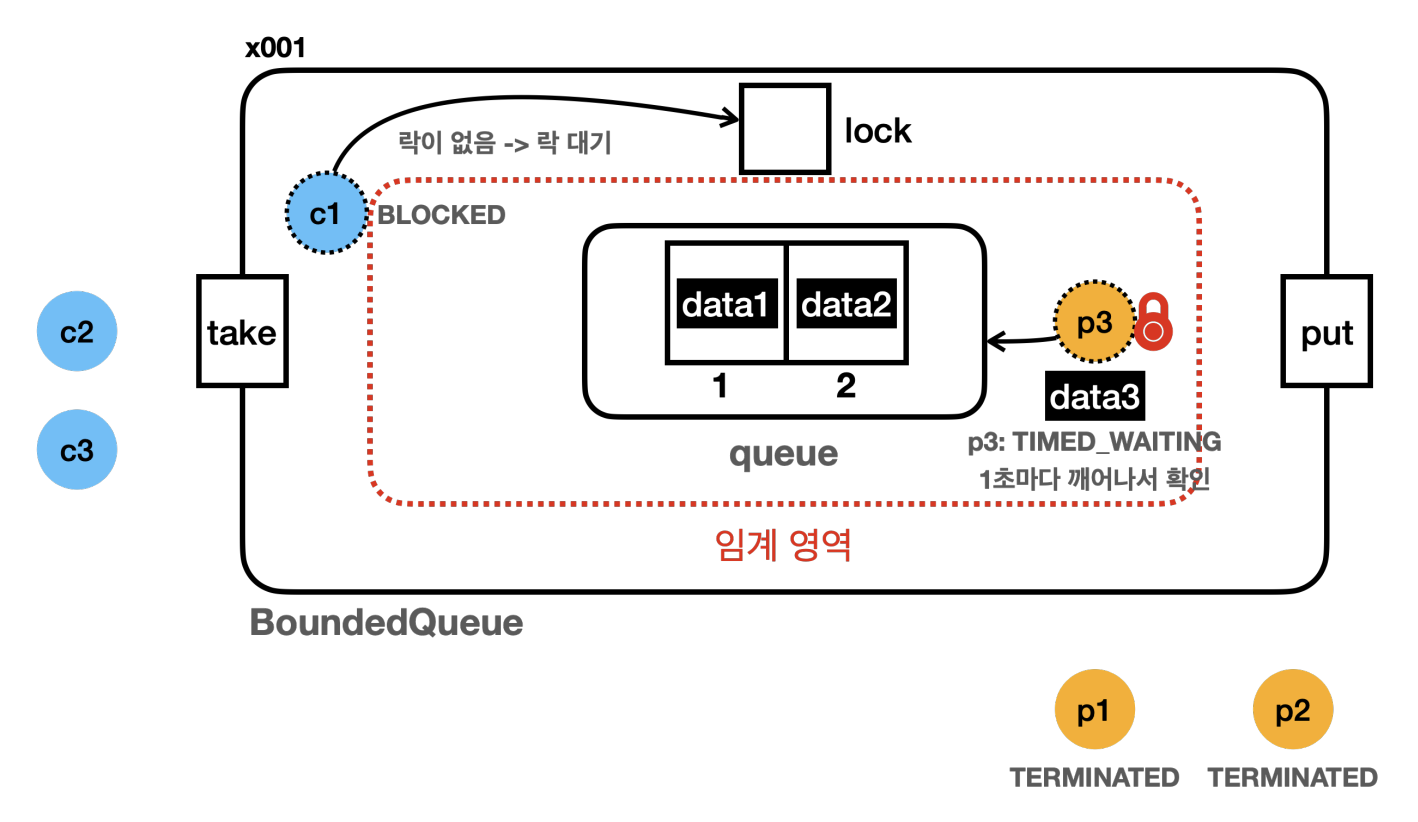 x001
락이 없음 -> 락 대기
lock
c1
BLOCKED
c2
take
c3
data1
data2
1
2
queue
p3
data3
p3: TIMED_WAITING
1초마다 깨어나서 확인
put
임계 영역
BoundedQueue
p1
TERMINATED
p2
TERMINATED